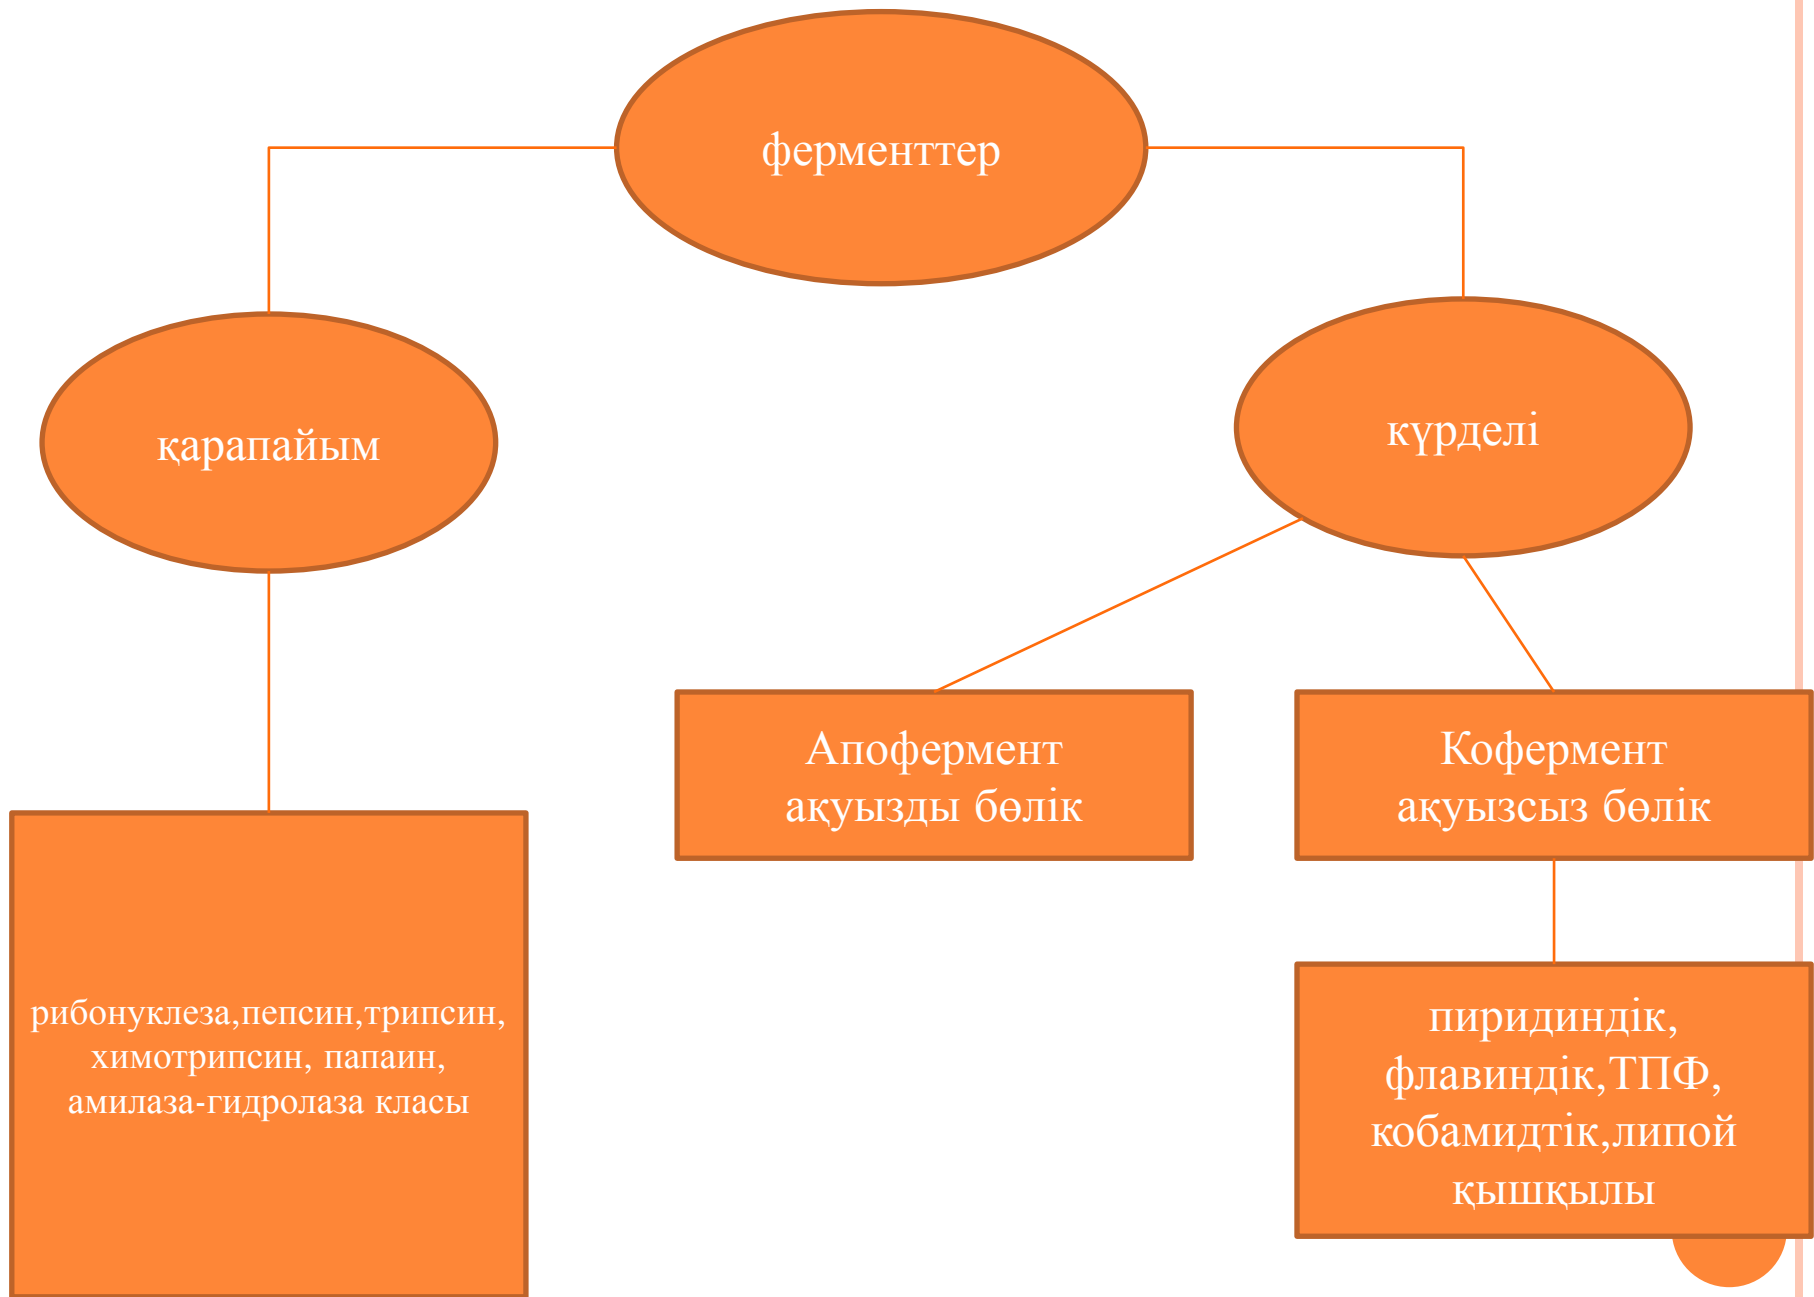 ферменттер
қарапайым
күрделі
Апофермент
ақуызды бөлік
Кофермент
ақуызсыз бөлік
рибонуклеза,пепсин,трипсин,
химотрипсин, папаин,
амилаза-гидролаза класы
пиридиндік,
флавиндік,ТПФ,
кобамидтік,липой
қышқылы